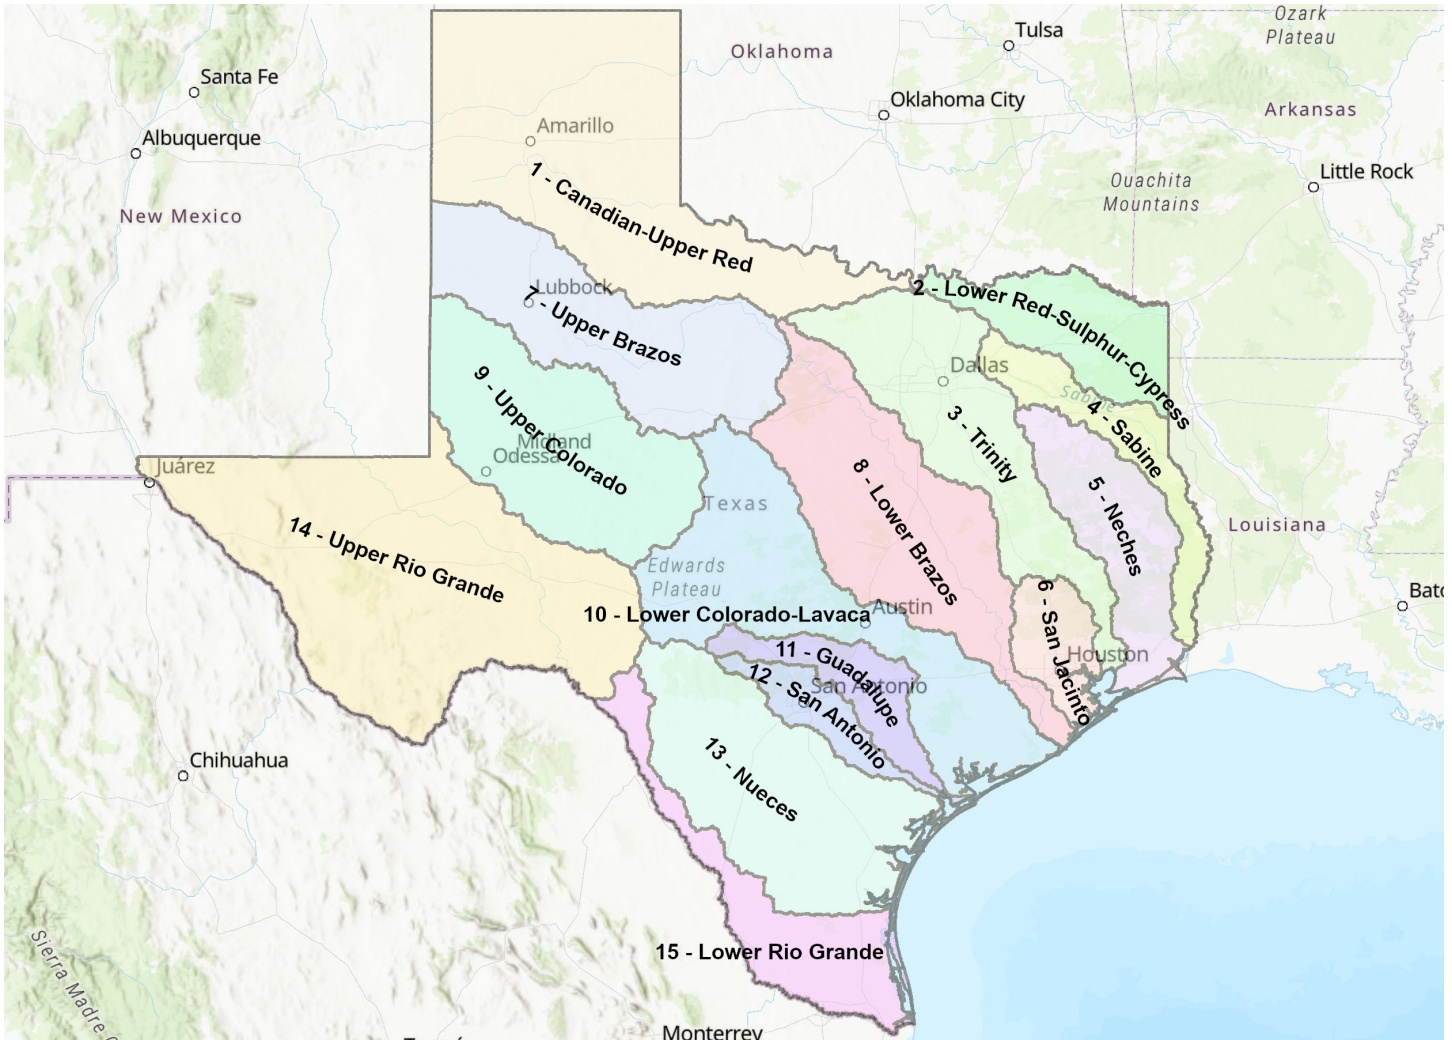 Ozark
Plateau
Tulsa
Oklahoma
Santa Fe
Oklahoma City
Arkansas
Amarillo
Albuquerque
Little Rock
Ouachita
Mountains
New Mexico
1 - Canadian-Upper Red
Lubbock
2 - Lower Red-Sulphur-Cypress
7 - Upper Brazos
Dallas
Sabine
9 - Upper Colorado
3 - Trinity
4 - Sabine
Midland
Odessa
Juárez
8 - Lower Brazos
5 - Neches
Texas
Louisiana
14 - Upper Rio Grande
Edwards
Plateau
6 - San Jacinto
Batc
10 - Lower Colorado-Lavaca
Austin
11 - Guadalupe
Houston
12 - San Antonio
San Antonio
13 - Nueces
Chihuahua
15 - Lower Rio Grande
Sierra Madre
Monterrey